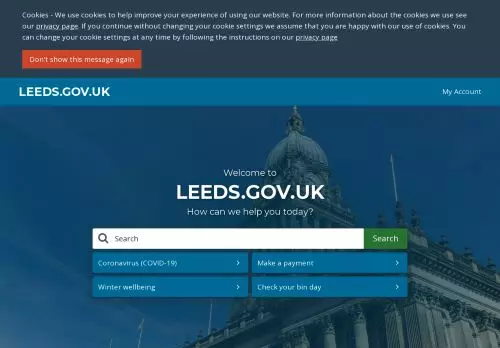 Cookies - We use cookies to help improve your experience of using our website. For more information about the cookies we use see
our privacy page. If you continue without changing your cookie settings we assume that you are happy with our use of cookies. You
can change your cookie settings at any time by following the instructions on our privacy page
Don't show this message again
LEEDS.GOV.UK
My Account
Welcome to
LEEDS.GOV.UK
How can we help you today?
Search
Search
Coronavirus (COVID-19)
Make a payment
Winter wellbeing
Check your bin day